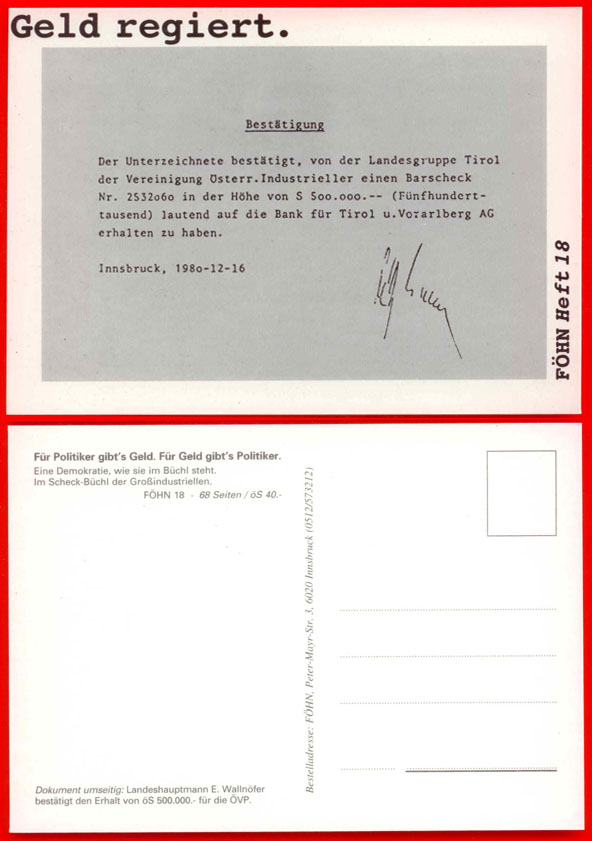 Geld regiert.
Bestätigung
Der Unterzeichnete bestätigt, von der Landesgruppe Tirol
der Vereinigung Österr.Industrieller einen Barscheck
Nr. 2532o6o in der Höhe von S 5oo.ooo.-- (Fünfhundert-
tausend) lautend auf die Bank für Tirol u.Vorarlberg AG
erhalten zu haben.
Innsbruck, 198o-12-16
FÖHN Heft 18
Für Politiker gibt's Geld. Für Geld gibt's Politiker.
Eine Demokratie, wie sie im Büchl steht.
Im Scheck-Büchl der Großindustriellen.
FÖHN 18 · 68 Seiten / öS 40.-
Bestelladresse: FÖHN, Peter-Mayr-Str. 3, 6020 Innsbruck (0512/573212)
Dokument umseitig: Landeshauptmann E. Wallnöfer
bestätigt den Erhalt von öS 500.000.- für die ÖVP.